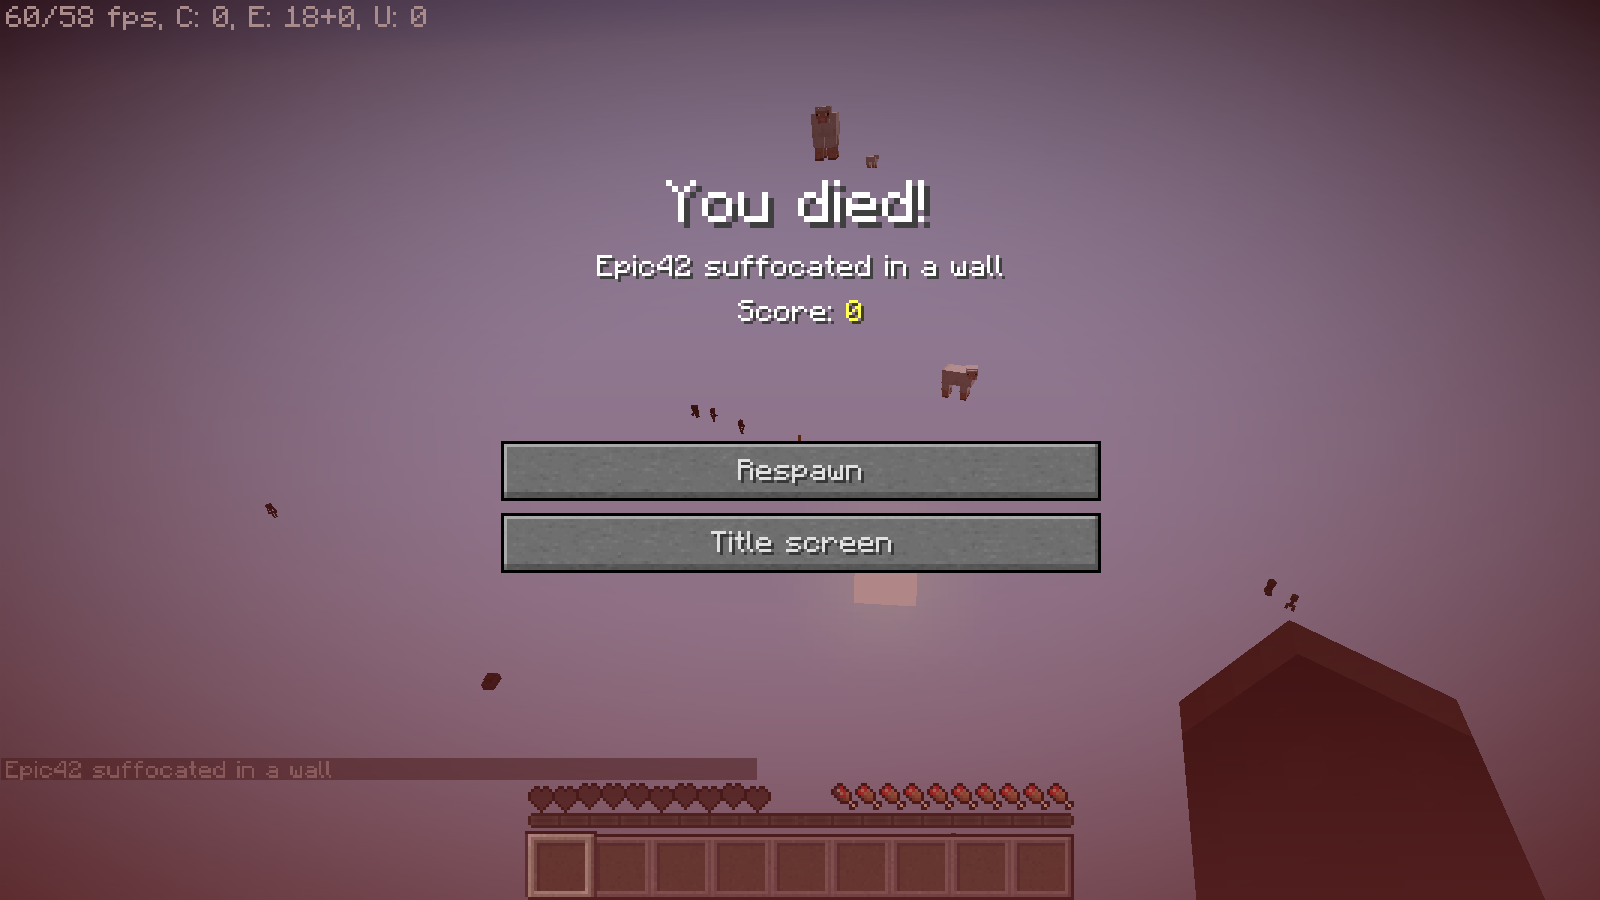 60/58 fps, C: 0, E: 18+0, U: 0
You died!
Epic42 suffocated in a wall
Score: 0
Respawn
Title screen
Epic42 suffocated in a wall